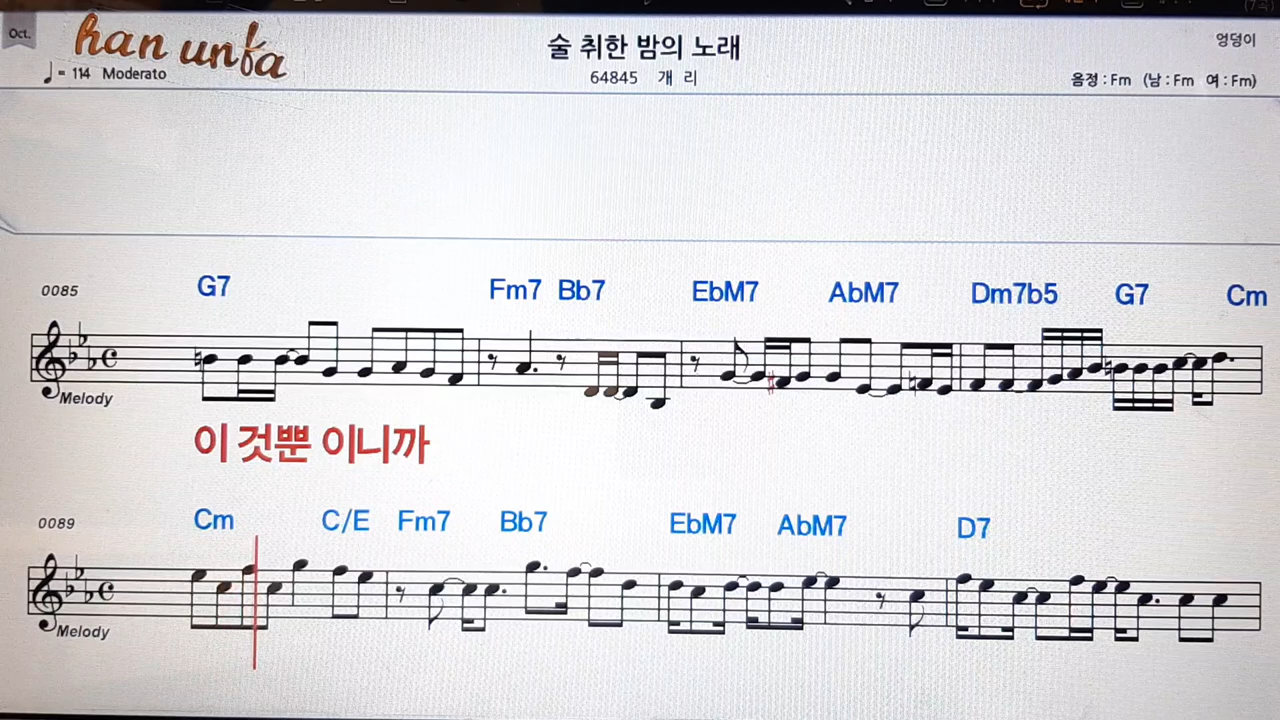 Oct.
han unfa
술 취한 밤의 노래
엉덩이
♩= 114 Moderato
64845 개 리
음정 : Fm (남 : Fm 여 : Fm)
0085
G7 Fm7 Bb7 EbM7 AbM7 Dm7b5 G7 Cm
Melody
이 것뿐 이니까
0089
Cm C/E Fm7 Bb7 EbM7 AbM7 D7
Melody